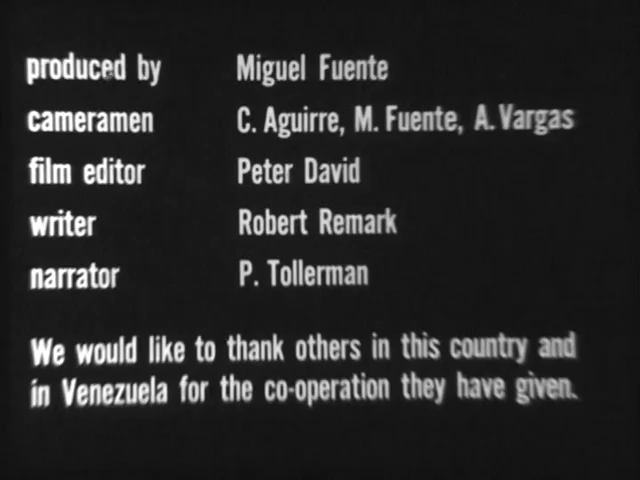 produced by Miguel Fuente
cameramen C. Aguirre, M. Fuente, A. Vargas
film editor Peter David
writer Robert Remark
narrator P. Tollerman
We would like to thank others in this country and
in Venezuela for the co-operation they have given.